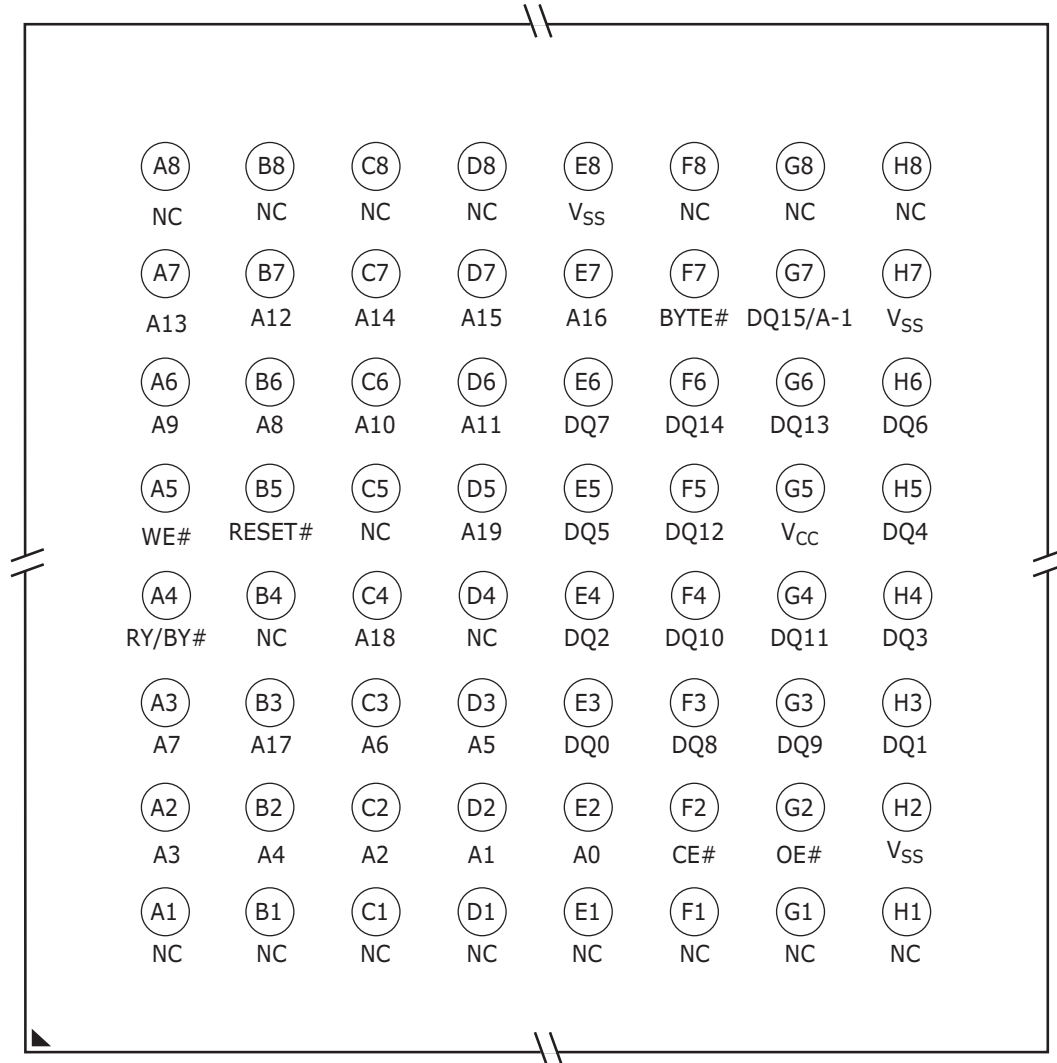 A8 B8 C8 D8 E8 F8 G8 H8
NC NC NC NC VSS NC NC NC
A7 B7 C7 D7 E7 F7 G7 H7
A13 A12 A14 A15 A16 BYTE# DQ15/A-1 VSS
A6 B6 C6 D6 E6 F6 G6 H6
A9 A8 A10 A11 DQ7 DQ14 DQ13 DQ6
A5 B5 C5 D5 E5 F5 G5 H5
WE# RESET# NC A19 DQ5 DQ12 VCC DQ4
A4 B4 C4 D4 E4 F4 G4 H4
RY/BY# NC A18 NC DQ2 DQ10 DQ11 DQ3
A3 B3 C3 D3 E3 F3 G3 H3
A7 A17 A6 A5 DQ0 DQ8 DQ9 DQ1
A2 B2 C2 D2 E2 F2 G2 H2
A3 A4 A2 A1 A0 CE# OE# VSS
A1 B1 C1 D1 E1 F1 G1 H1
NC NC NC NC NC NC NC NC